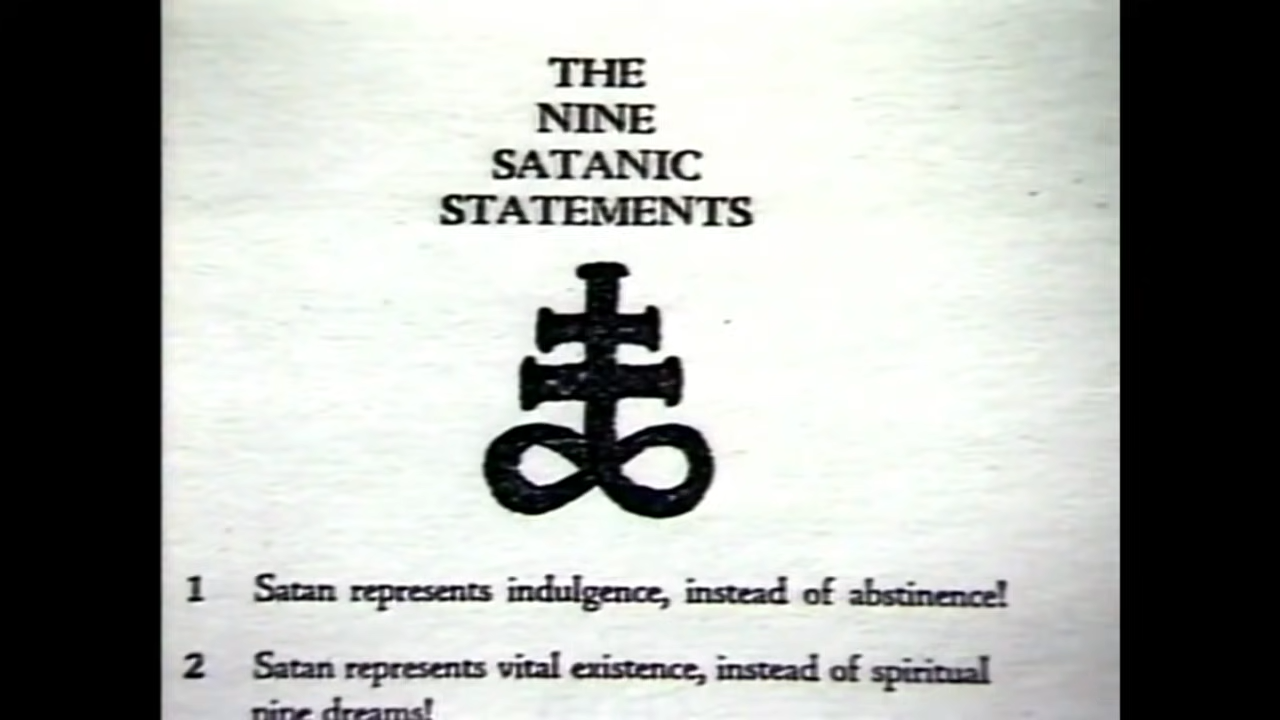 THE
NINE
SATANIC
STATEMENTS
1 Satan represents indulgence, instead of abstinence!
2 Satan represents vital existence, instead of spiritual
pipe dreams!